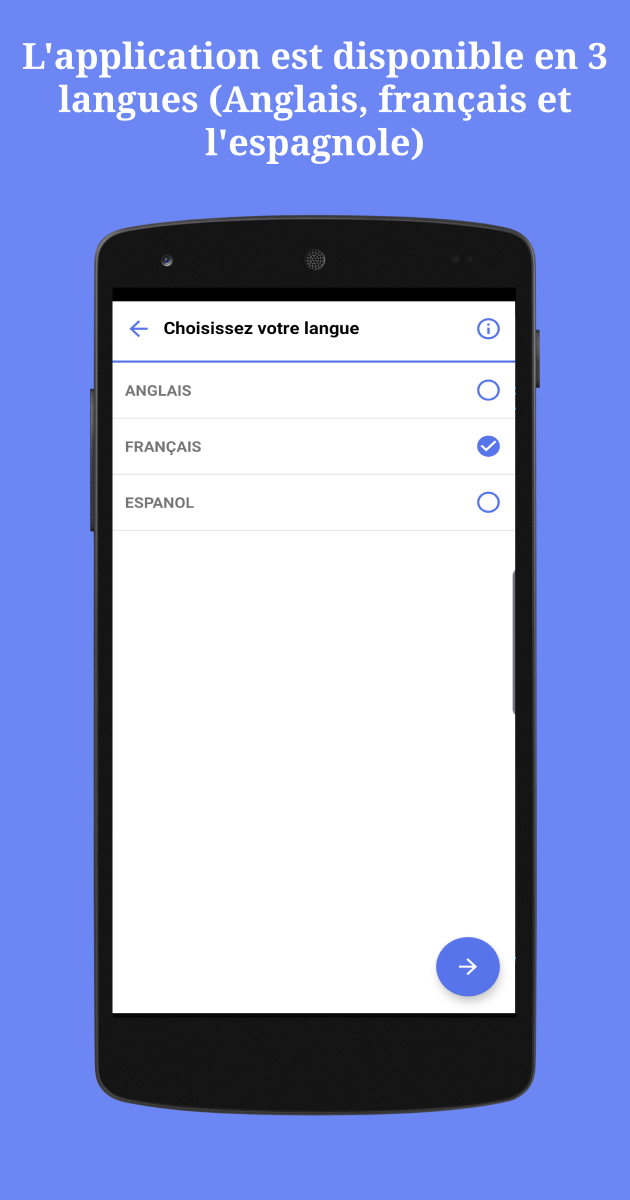 L'application est disponible en 3
langues (Anglais, français et
l'espagnole)
Choisissez votre langue
ANGLAIS
FRANÇAIS
ESPANOL